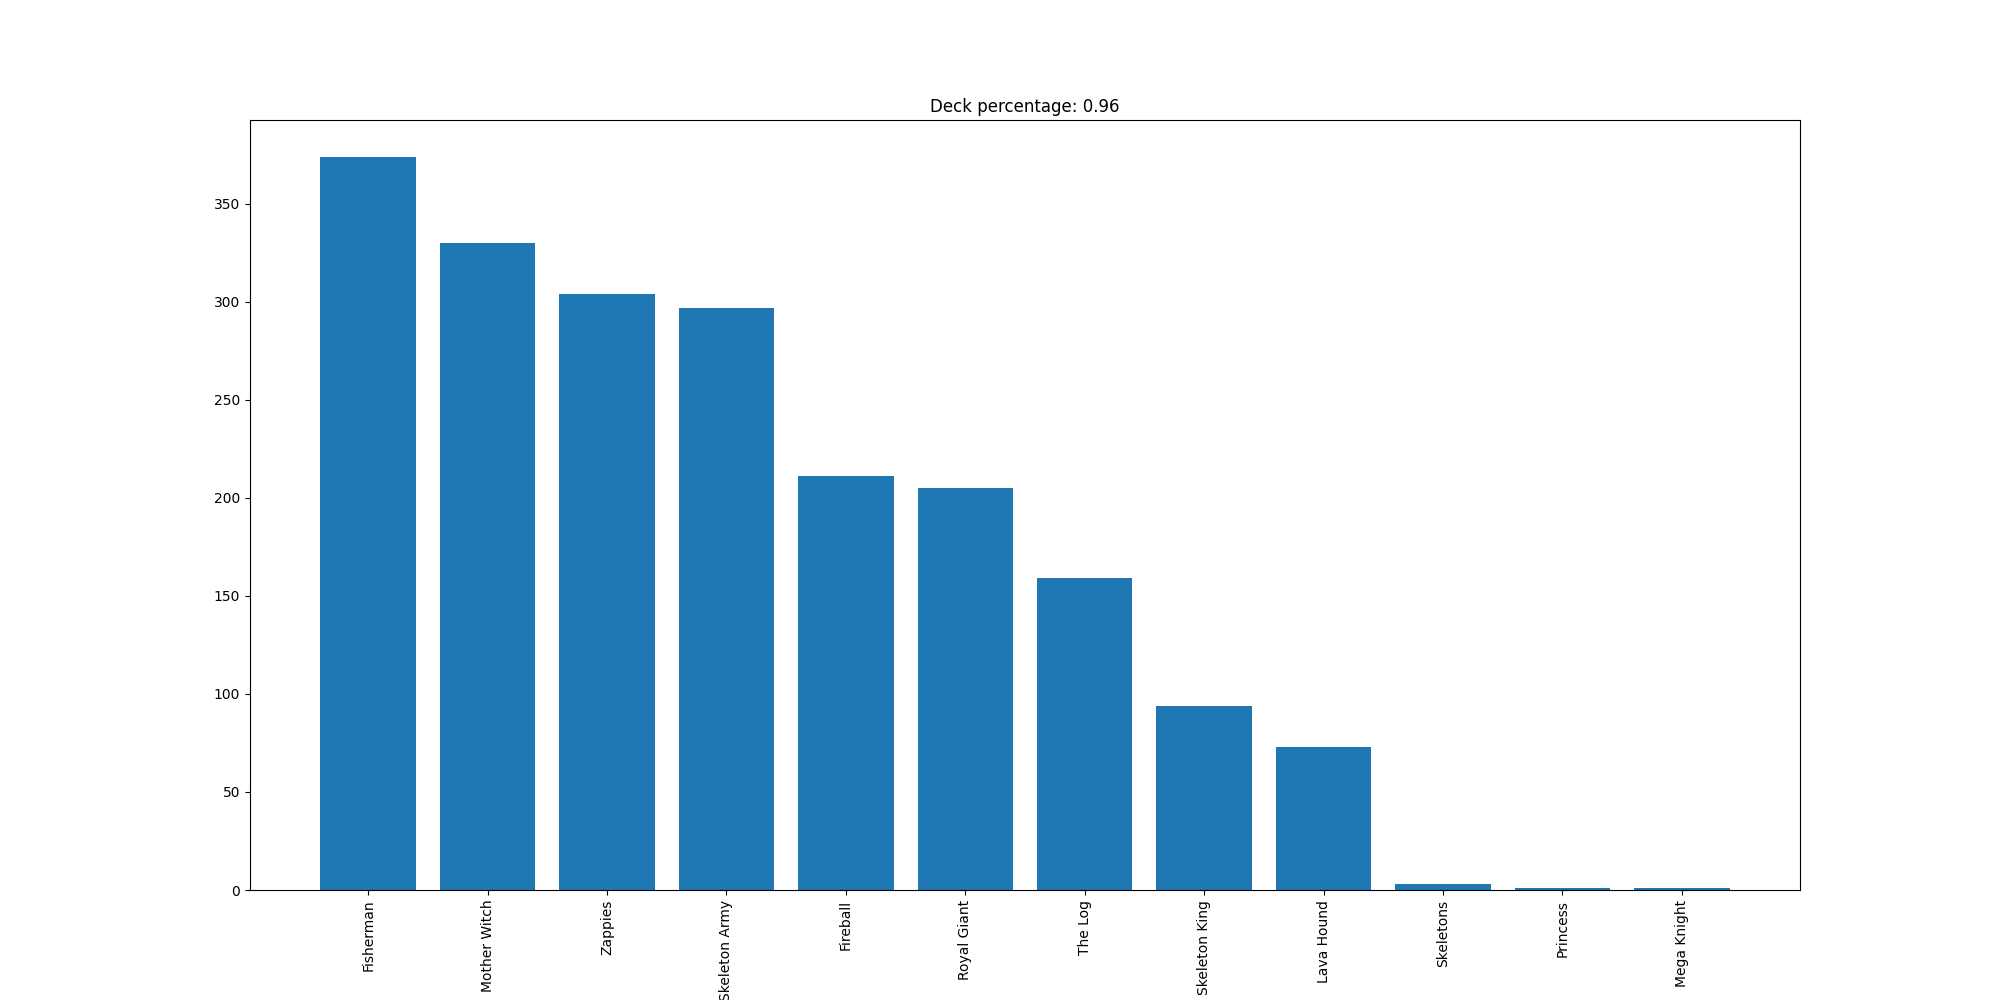 Deck percentage: 0.96
350
300
250
200
150
100
50
0
Fisherman
Mother Witch
Zappies
Skeleton Army
Fireball
Royal Giant
The Log
Skeleton King
Lava Hound
Skeletons
Princess
Mega Knight